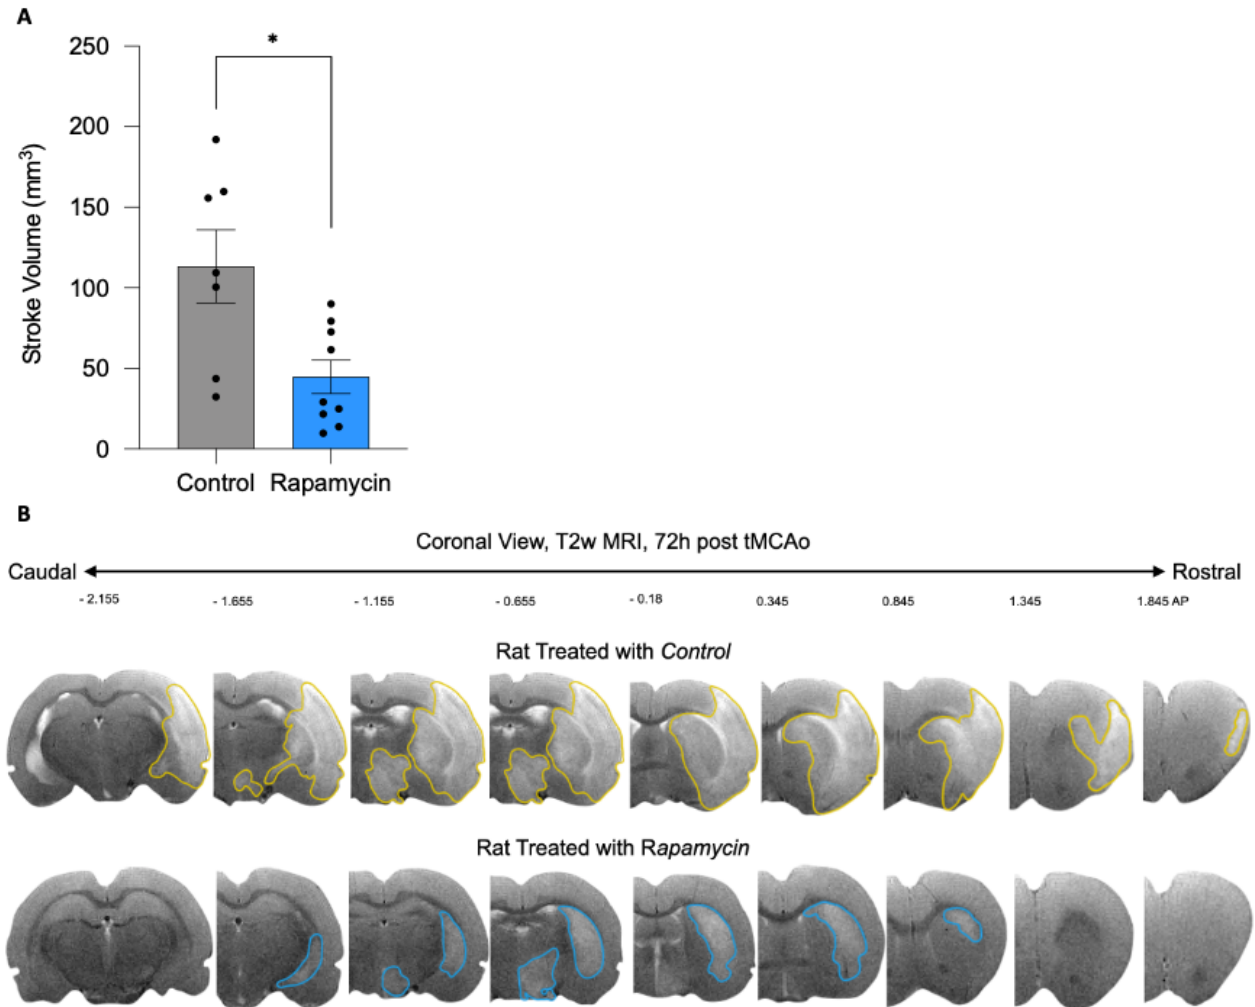 A
*
250
200
150
100
50
0
Stroke Volume (mm³)
Control Rapamycin
B
Coronal View, T2w MRI, 72h post tMCAo
Caudal Rostral
- 2.155 - 1.655 - 1.155 - 0.655 - 0.18 0.345 0.845 1.345 1.845 AP
Rat Treated with Control
Rat Treated with Rapamycin